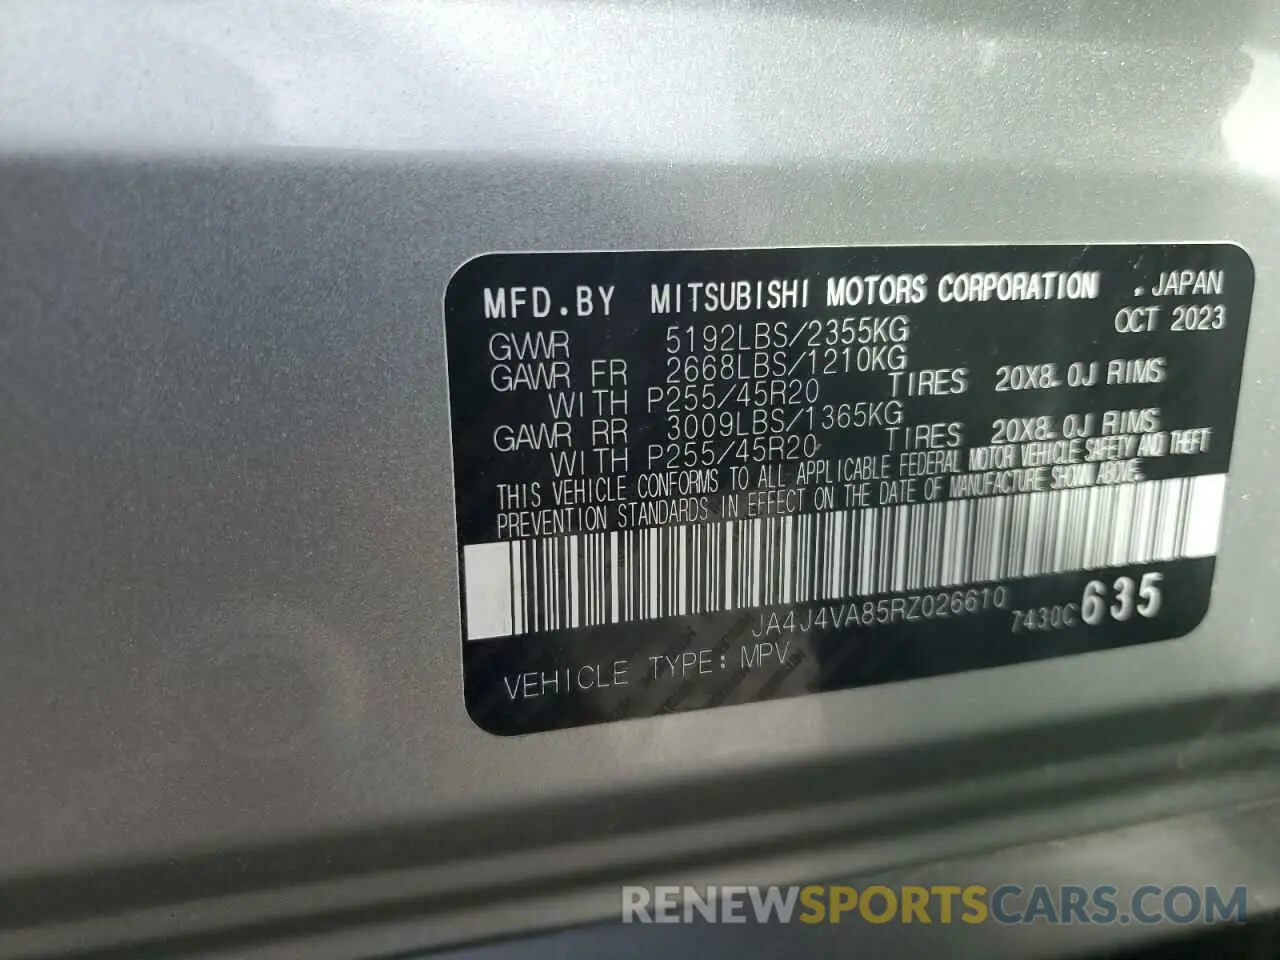 MFD.BY MITSUBISHI MOTORS CORPORATION .JAPAN
OCT 2023
GVWR 5192LBS/2355KG
GAWR FR 2668LBS/1210KG
WITH P255/45R20 TIRES 20X8.0J RIMS
GAWR RR 3009LBS/1365KG
WITH P255/45R20 TIRES 20X8.0J RIMS
THIS VEHICLE CONFORMS TO ALL APPLICABLE FEDERAL MOTOR VEHICLE SAFETY AND THEFT
PREVENTION STANDARDS IN EFFECT ON THE DATE OF MANUFACTURE SHOWN ABOVE.
JA4J4VA85RZ026610 7430C635
VEHICLE TYPE: MPV
RENEWSPORTSCARS.COM